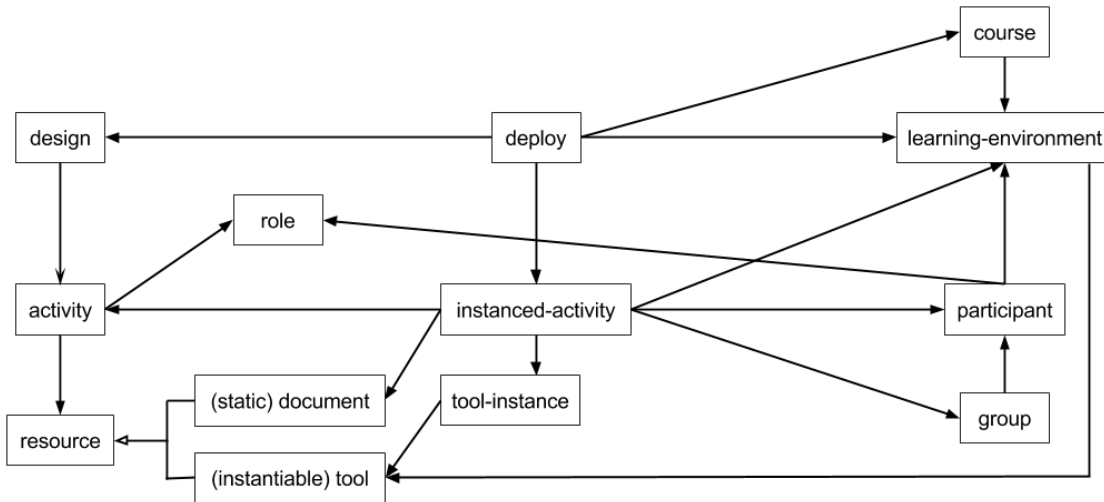 course
design
deploy
learning-environment
role
activity
instanced-activity
participant
(static) document
tool-instance
group
resource
(instantiable) tool